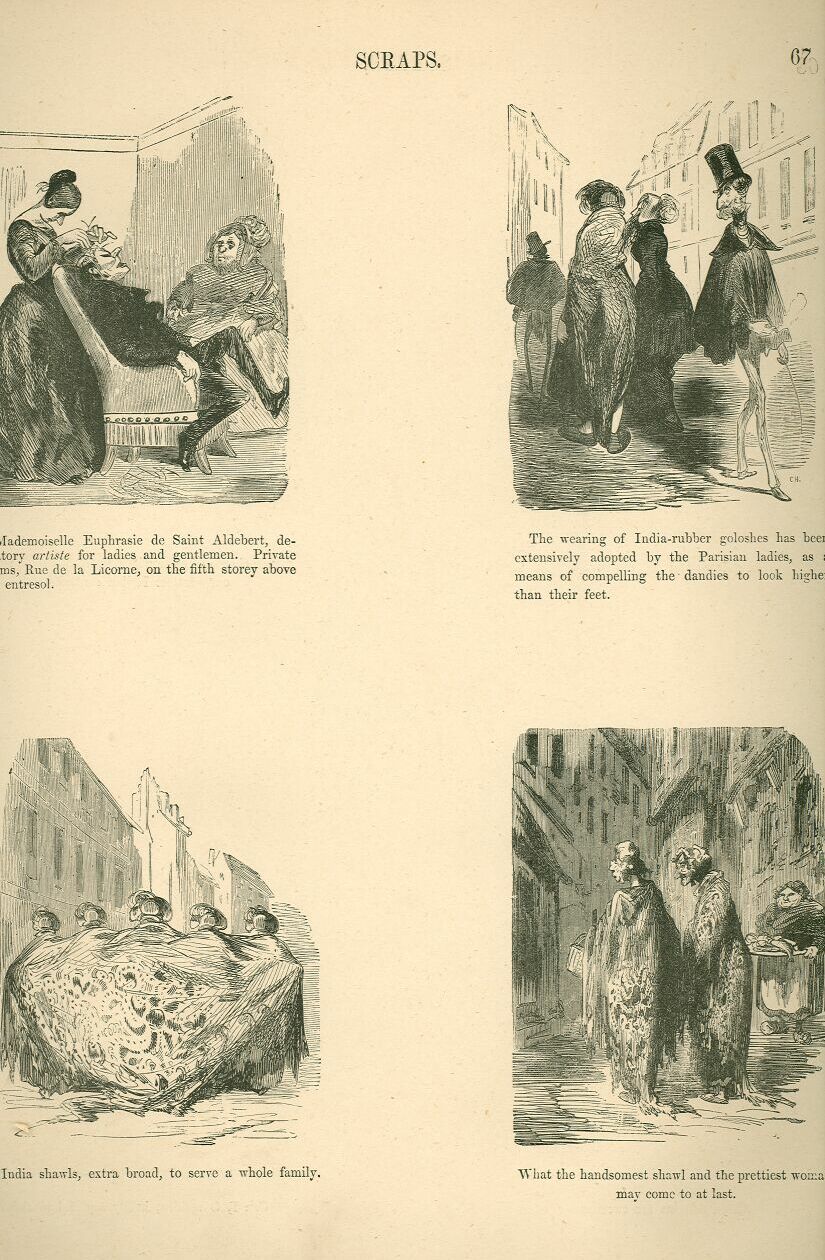 SCRAPS.
67
Mademoiselle Euphrasie de Saint Aldebert, de-
tory artiste for ladies and gentlemen. Private
ms, Rue de la Licorne, on the fifth storey above
entresol.
The wearing of India-rubber goloshes has been
extensively adopted by the Parisian ladies, as a
means of compelling the dandies to look highe
than their feet.
CH.
India shawls, extra broad, to serve a whole family.
What the handsomest shawl and the prettiest woma
may come to at last.